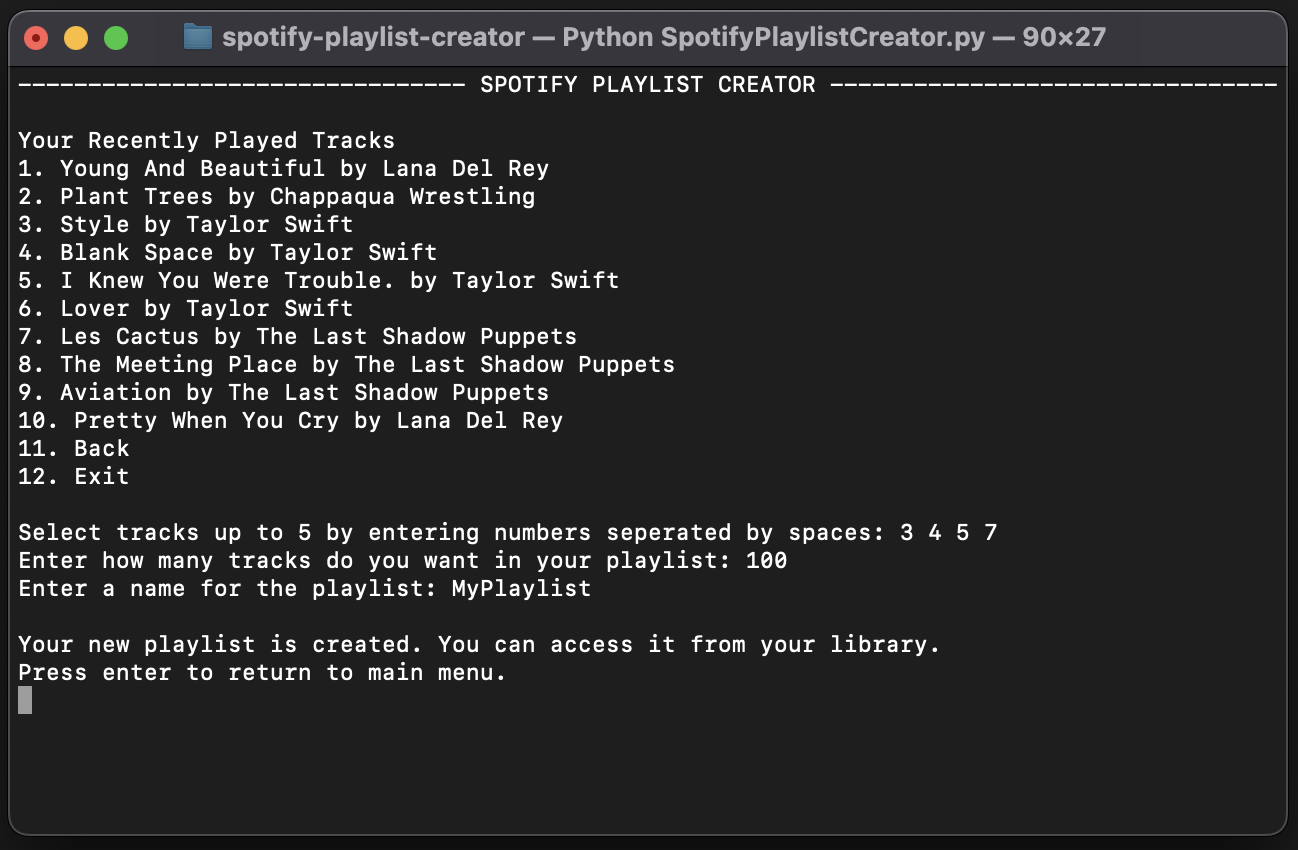 spotify-playlist-creator — Python SpotifyPlaylistCreator.py — 90×27
-------------------------------- SPOTIFY PLAYLIST CREATOR --------------------------------
Your Recently Played Tracks
1. Young And Beautiful by Lana Del Rey
2. Plant Trees by Chappaqua Wrestling
3. Style by Taylor Swift
4. Blank Space by Taylor Swift
5. I Knew You Were Trouble. by Taylor Swift
6. Lover by Taylor Swift
7. Les Cactus by The Last Shadow Puppets
8. The Meeting Place by The Last Shadow Puppets
9. Aviation by The Last Shadow Puppets
10. Pretty When You Cry by Lana Del Rey
11. Back
12. Exit
Select tracks up to 5 by entering numbers seperated by spaces: 3 4 5 7
Enter how many tracks do you want in your playlist: 100
Enter a name for the playlist: MyPlaylist
Your new playlist is created. You can access it from your library.
Press enter to return to main menu.